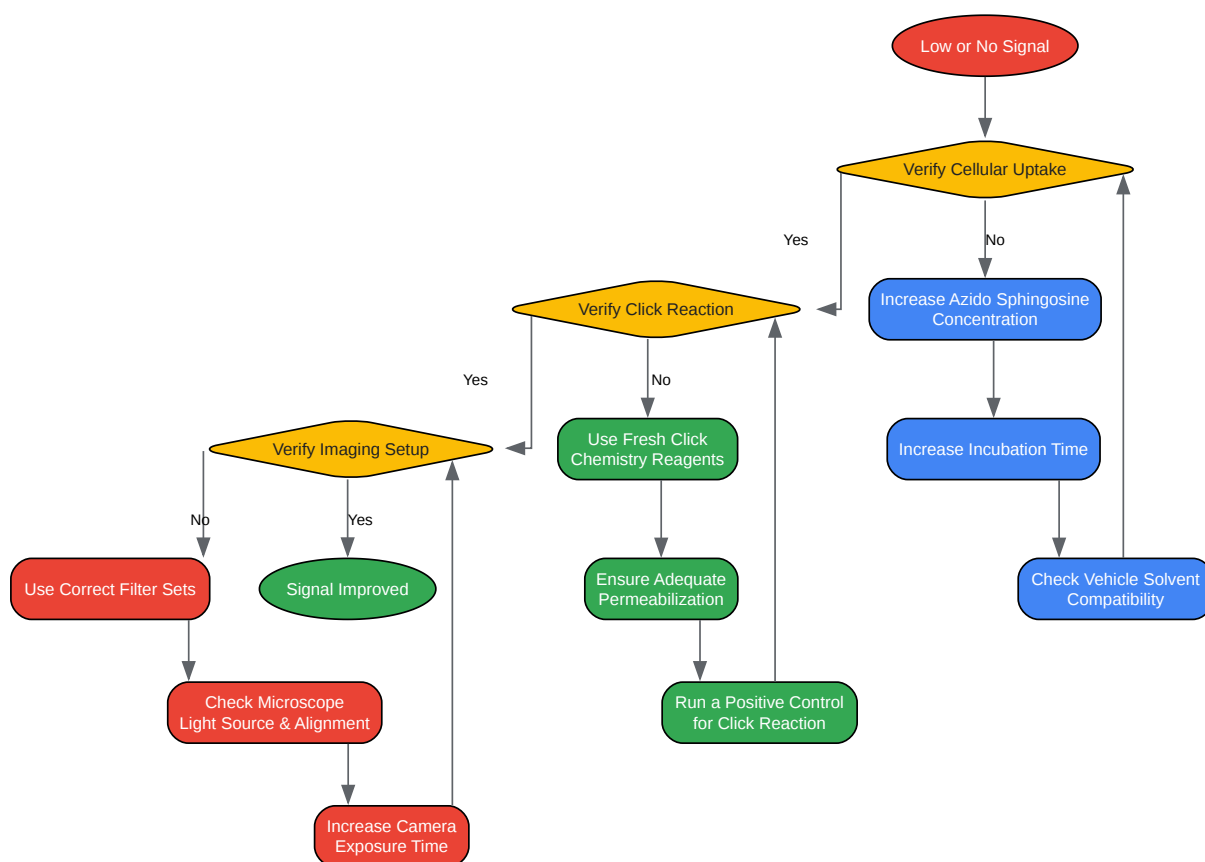 Low or No Signal
Verify Cellular Uptake
Yes
No
Increase Azido Sphingosine
Concentration
Verify Click Reaction
Yes
No
Use Fresh Click
Chemistry Reagents
Increase Incubation Time
Verify Imaging Setup
No
Yes
Use Correct Filter Sets
Signal Improved
Ensure Adequate
Permeabilization
Check Vehicle Solvent
Compatibility
Check Microscope
Light Source & Alignment
Run a Positive Control
for Click Reaction
Increase Camera
Exposure Time